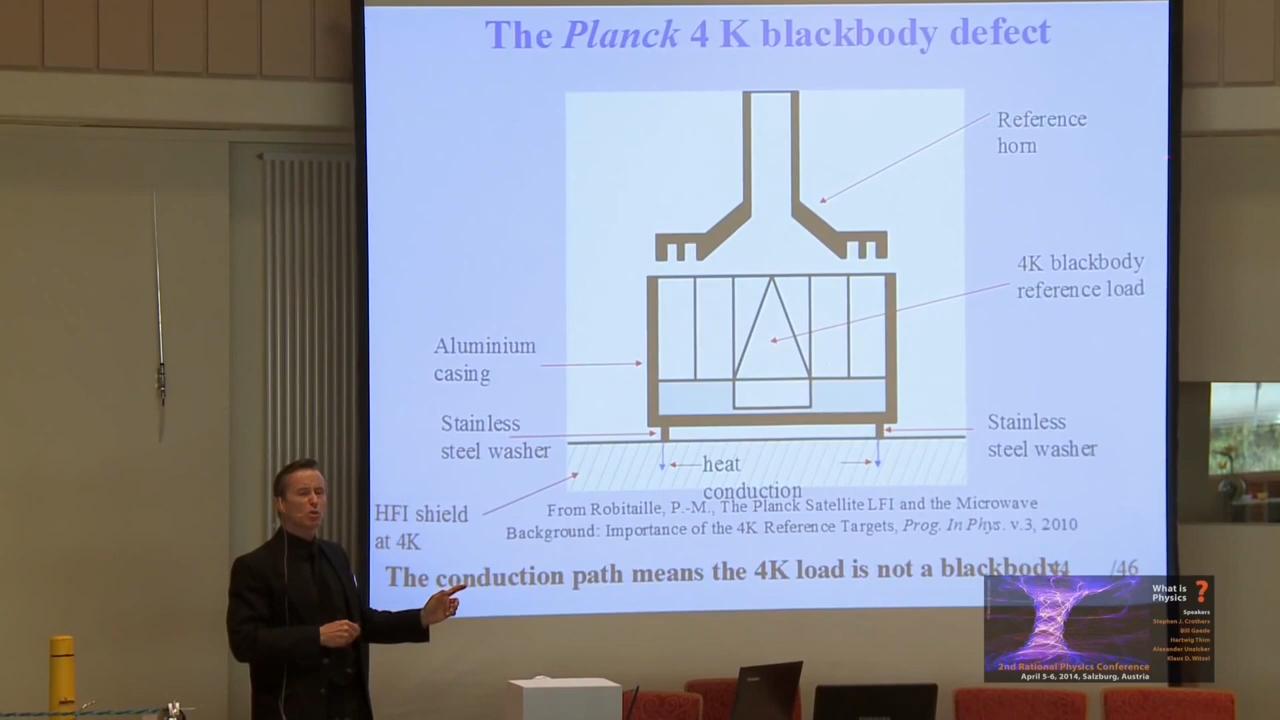 The Planck 4 K blackbody defect
Reference
horn
4K blackbody
reference load
Aluminium
casing
Stainless
steel washer
Stainless
steel washer
heat
conduction
HFI shield
at 4K
From Robitaille, P.-M., The Planck Satellite LFI and the Microwave
Background: Importance of the 4K Reference Targets, Prog. In Phys. v.3, 2010
The conduction path means the 4K load is not a blackbody.
44 /46
What is
Physics ?
Speakers
Stephen J. Crothers
Bill Gaede
Hartwig Thim
Alexander Unzicker
Klaus D. Witzel
2nd Rational Physics Conference
April 5-6, 2014, Salzburg, Austria